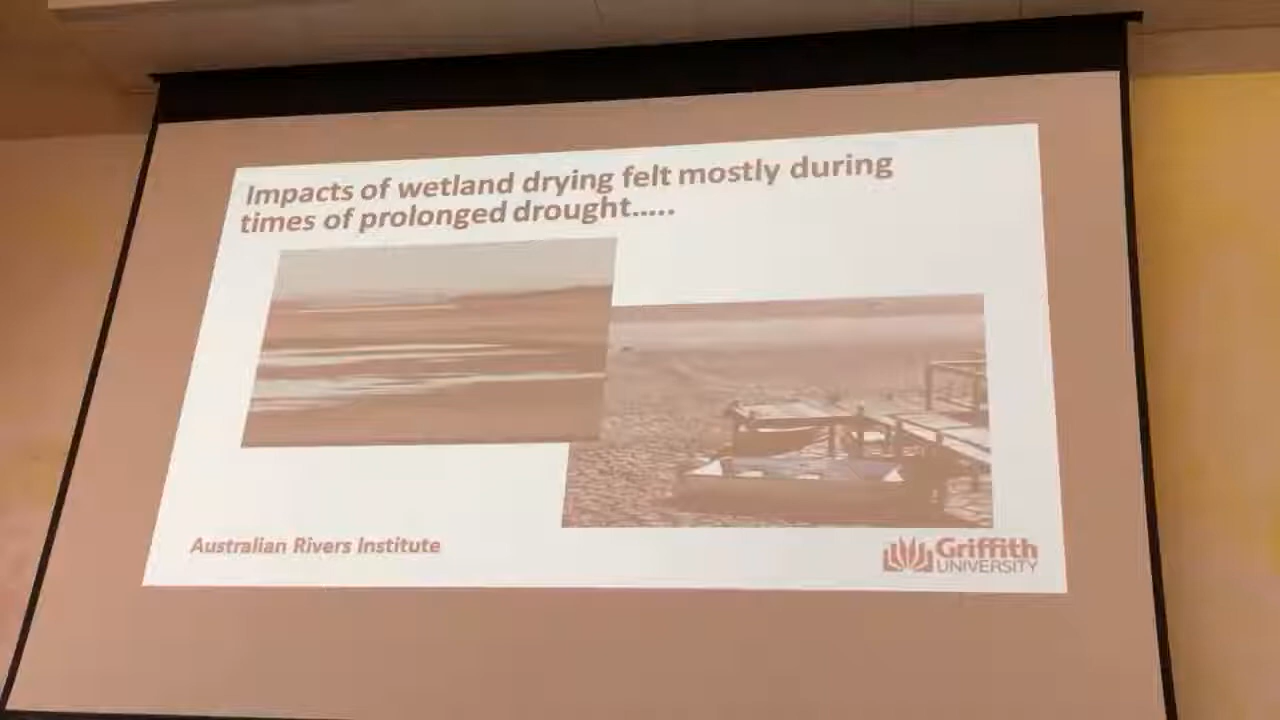 Impacts of wetland drying felt mostly during
times of prolonged drought.....
Australian Rivers Institute
Griffith
UNIVERSITY